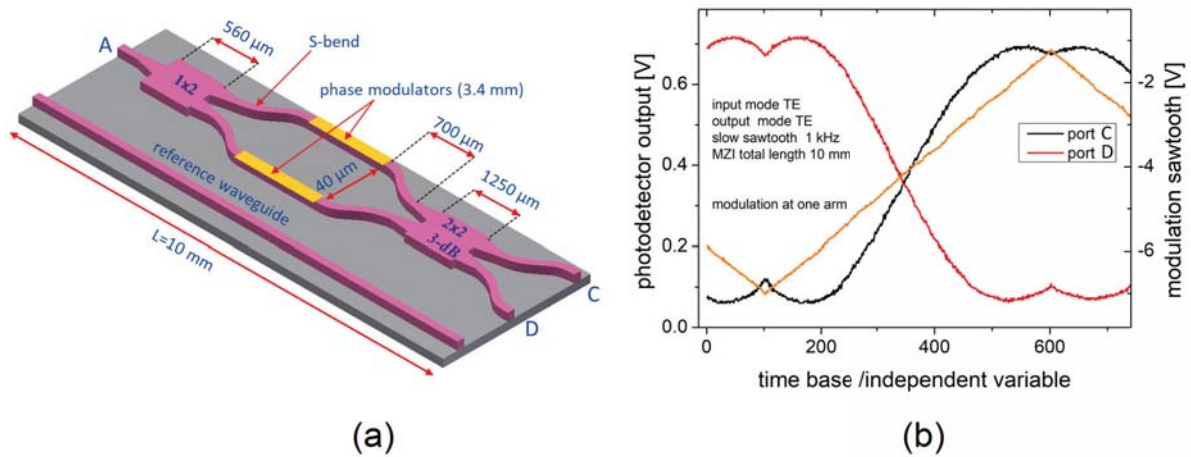 A
560 μm
S-bend
1x2
phase modulators (3.4 mm)
700 μm
40 μm
1250 μm
reference waveguide
2x2
3-dB
L=10 mm
C
D
(a)
photodetector output [V]
0.6
0.4
0.2
0.0
input mode TE
output mode TE
slow sawtooth 1 kHz
MZI total length 10 mm
modulation at one arm
port C
port D
-2
-4
-6
modulation sawtooth [V]
0
200
400
600
time base /independent variable
(b)